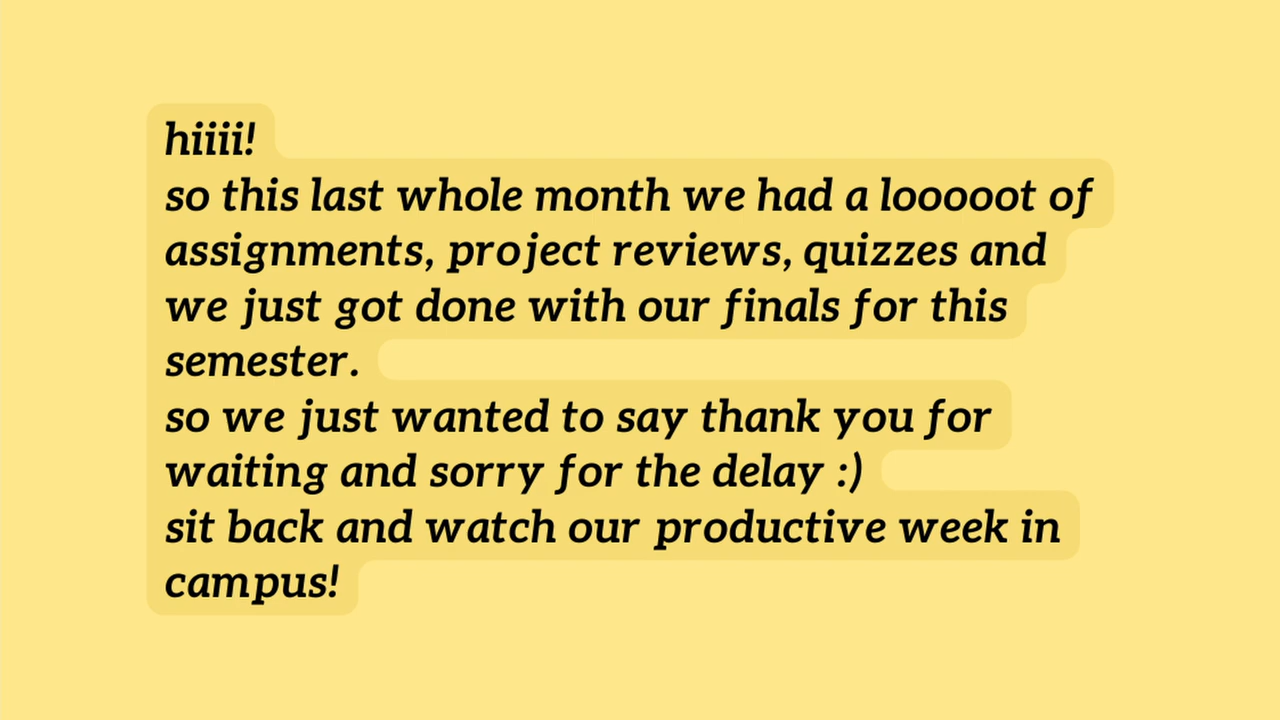 hiiii!
so this last whole month we had a looooot of
assignments, project reviews, quizzes and
we just got done with our finals for this
semester.
so we just wanted to say thank you for
waiting and sorry for the delay :)
sit back and watch our productive week in
campus!